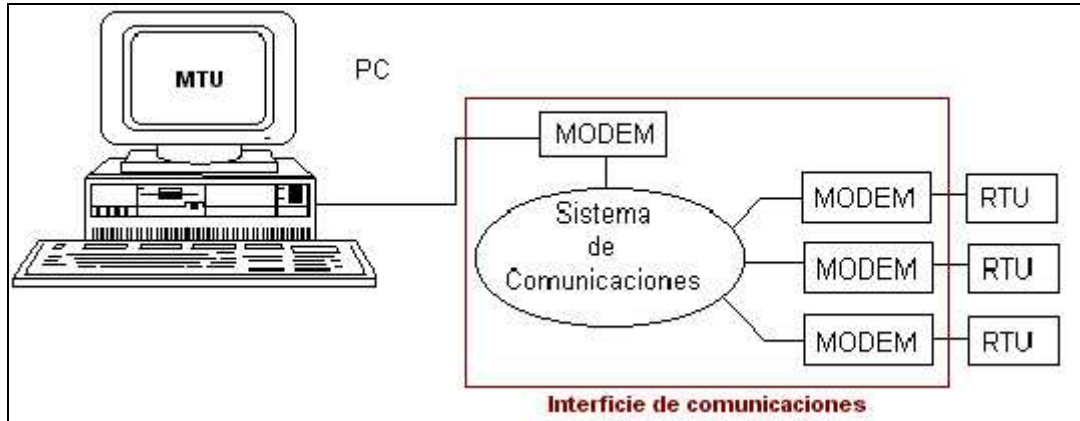 MTU
PC
MODEM
Sistema
de
Comunicaciones
MODEM
RTU
MODEM
RTU
MODEM
RTU
Interficie de comunicaciones